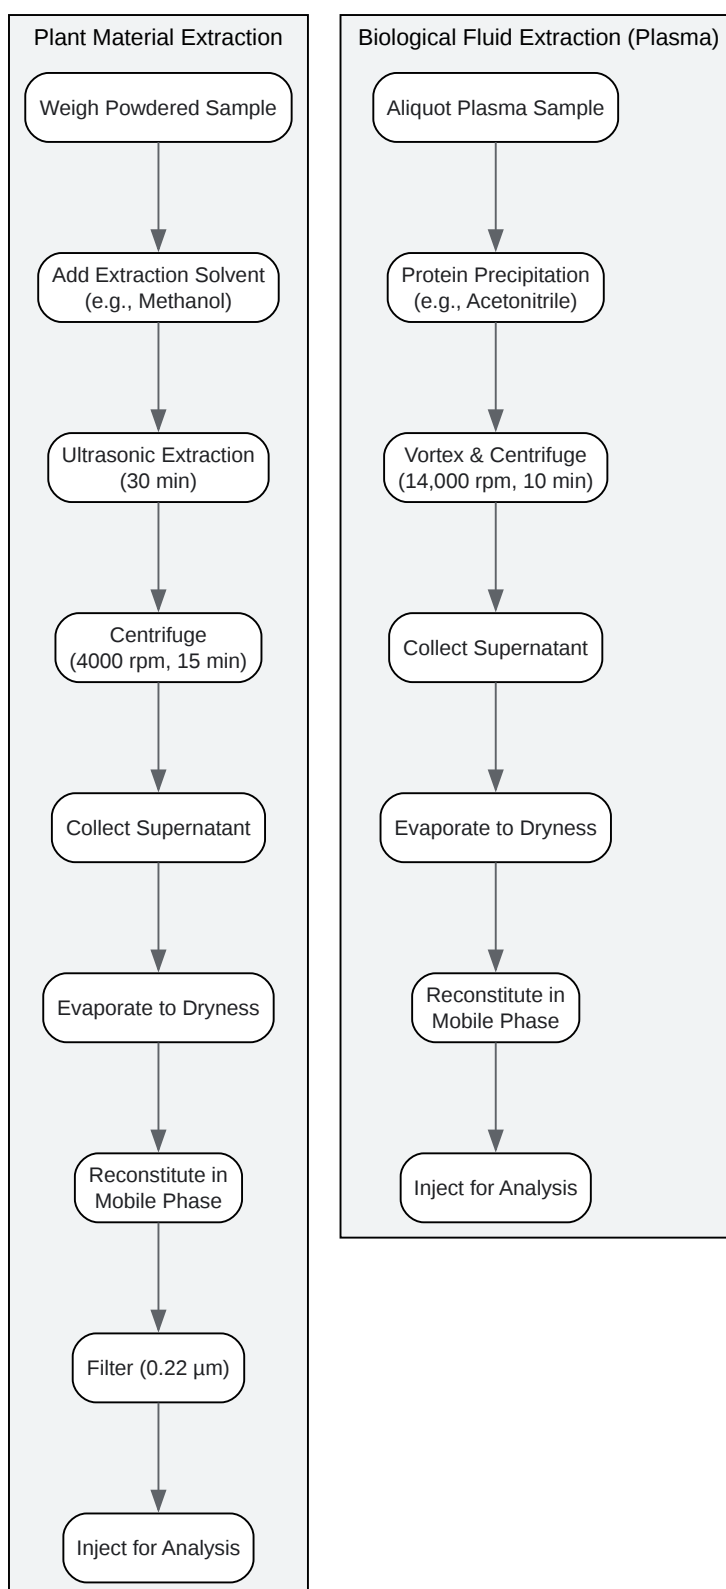 Plant Material Extraction
Weigh Powdered Sample
Add Extraction Solvent
(e.g., Methanol)
Ultrasonic Extraction
(30 min)
Centrifuge
(4000 rpm, 15 min)
Collect Supernatant
Evaporate to Dryness
Reconstitute in
Mobile Phase
Filter (0.22 µm)
Inject for Analysis
Biological Fluid Extraction (Plasma)
Aliquot Plasma Sample
Protein Precipitation
(e.g., Acetonitrile)
Vortex & Centrifuge
(14,000 rpm, 10 min)
Collect Supernatant
Evaporate to Dryness
Reconstitute in
Mobile Phase
Inject for Analysis